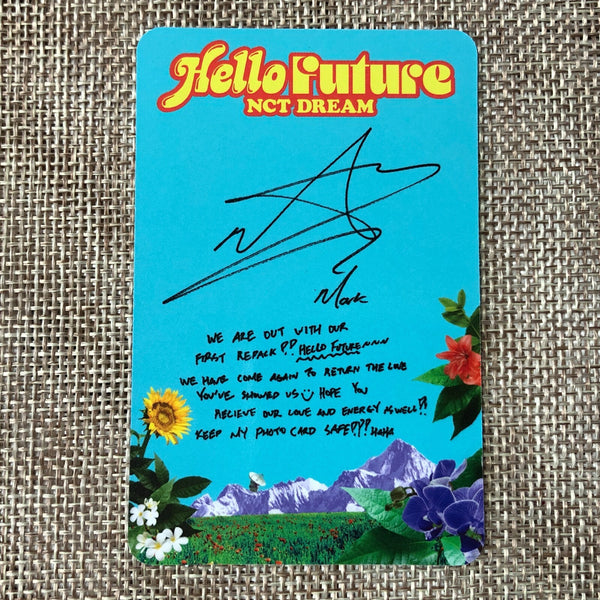 Hello Future
NCT DREAM
Mark
WE ARE OUT WITH OUR
FIRST REPACK!?! HELLO FUTURE~~~
WE HAVE COME AGAIN TO RETURN THE LOVE
YOU'VE SHOWED US HOPE YOU
RECIEVE OUR LOVE AND ENERGY AS WELL!?
KEEP MY PHOTO CARD SAFE!?!? HAHA